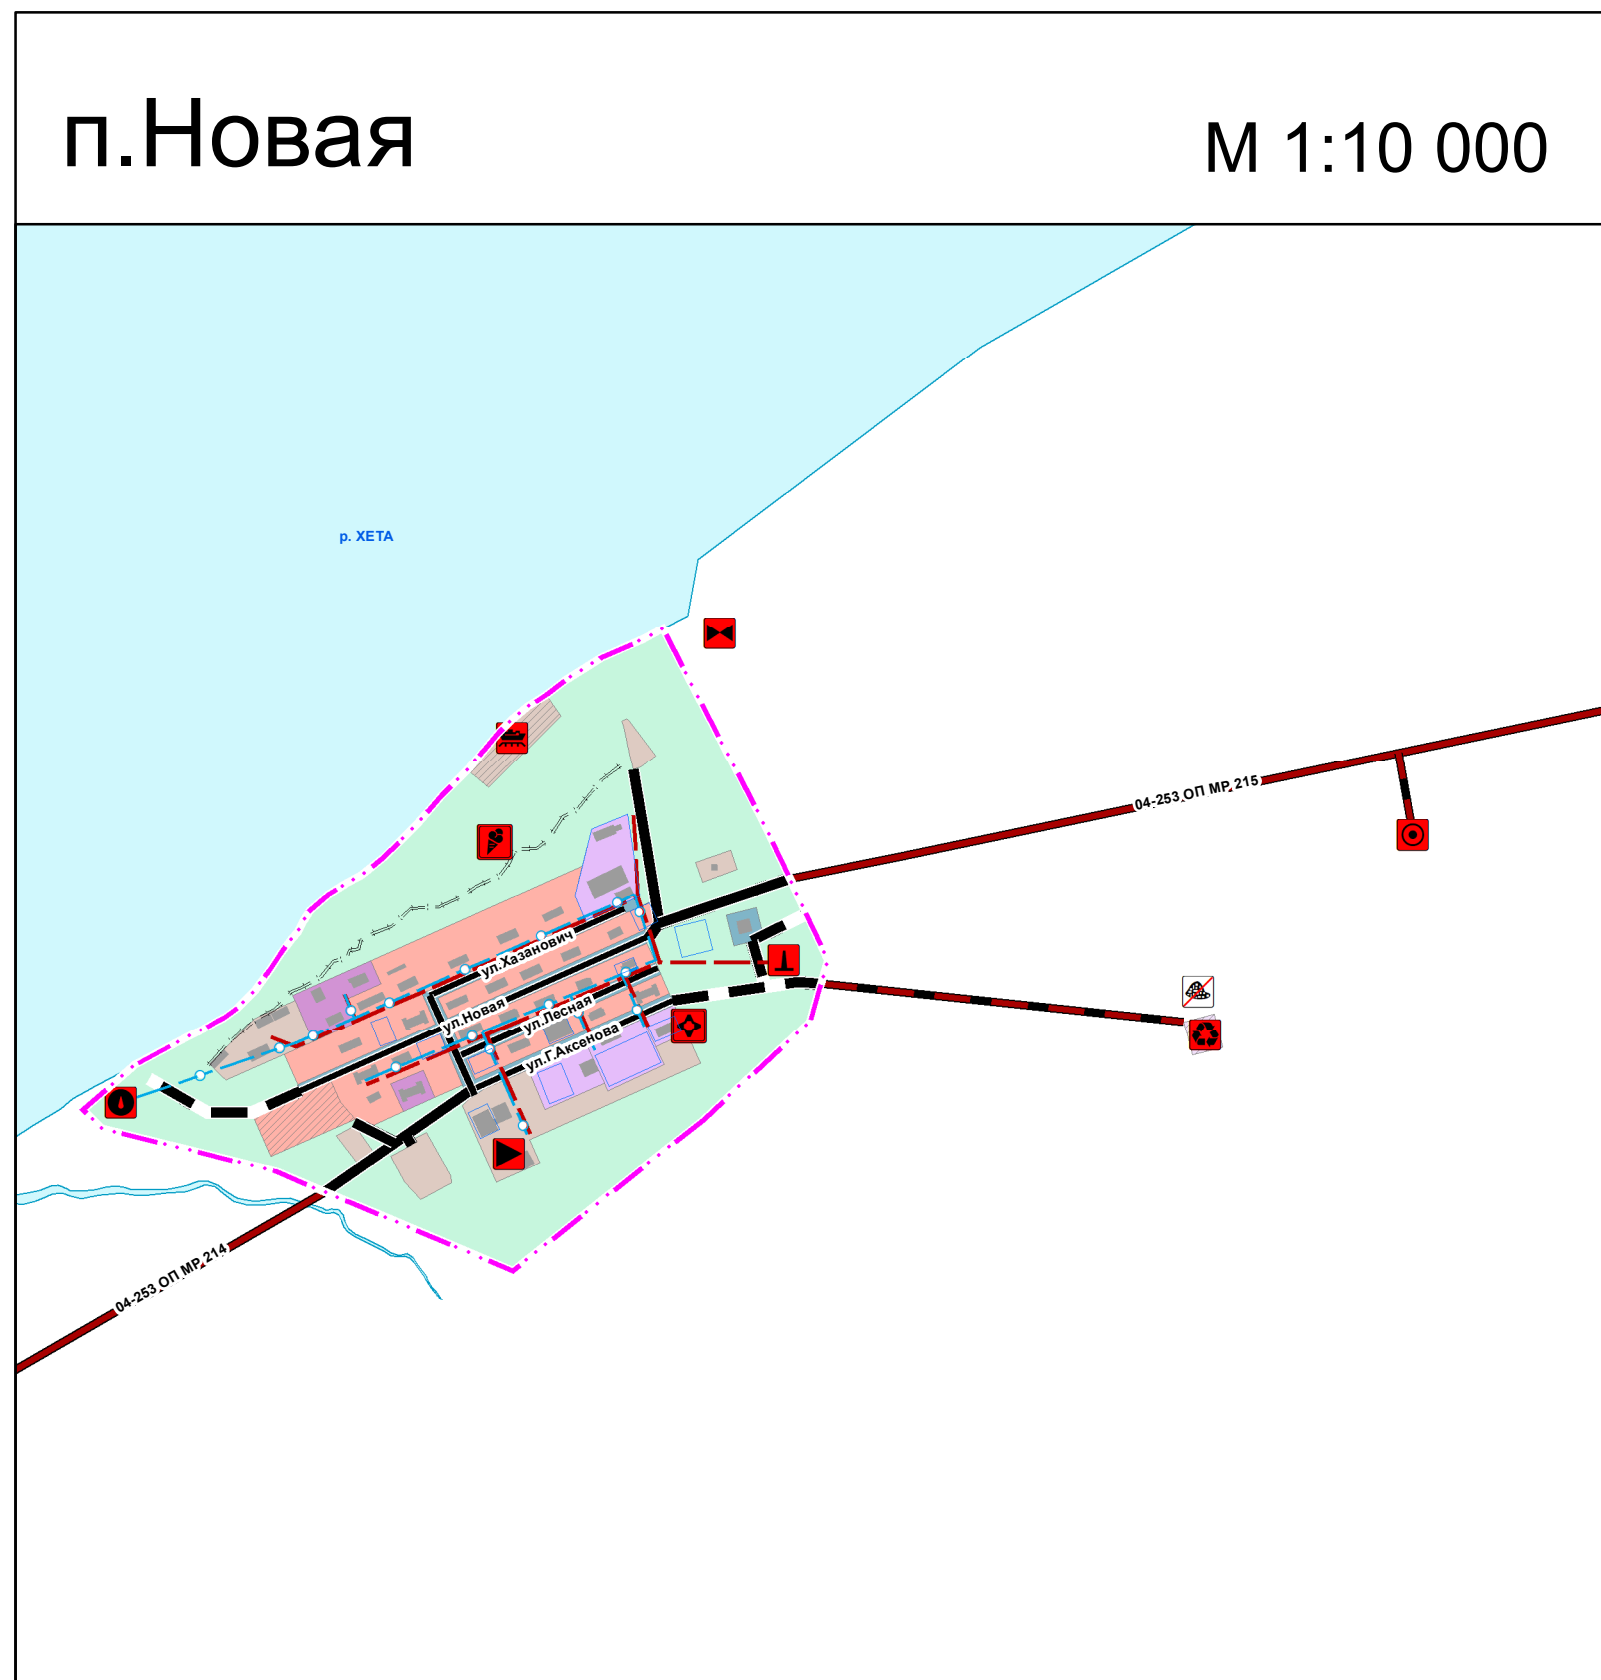 п.Новая
М 1:10 000
р. ХЕТА
04-253 ОП МР 215
ул.Хазанович
ул.Новая
ул.Лесная
ул.Г.Аксенова
04-253 ОП МР 214